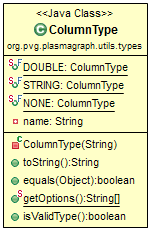 <<Java Class>>
ColumnType
org.pvg.plasmagraph.utils.types
DOUBLE: ColumnType
STRING: ColumnType
NONE: ColumnType
name: String
ColumnType(String)
toString():String
equals(Object):boolean
getOptions():String[]
isValidType():boolean